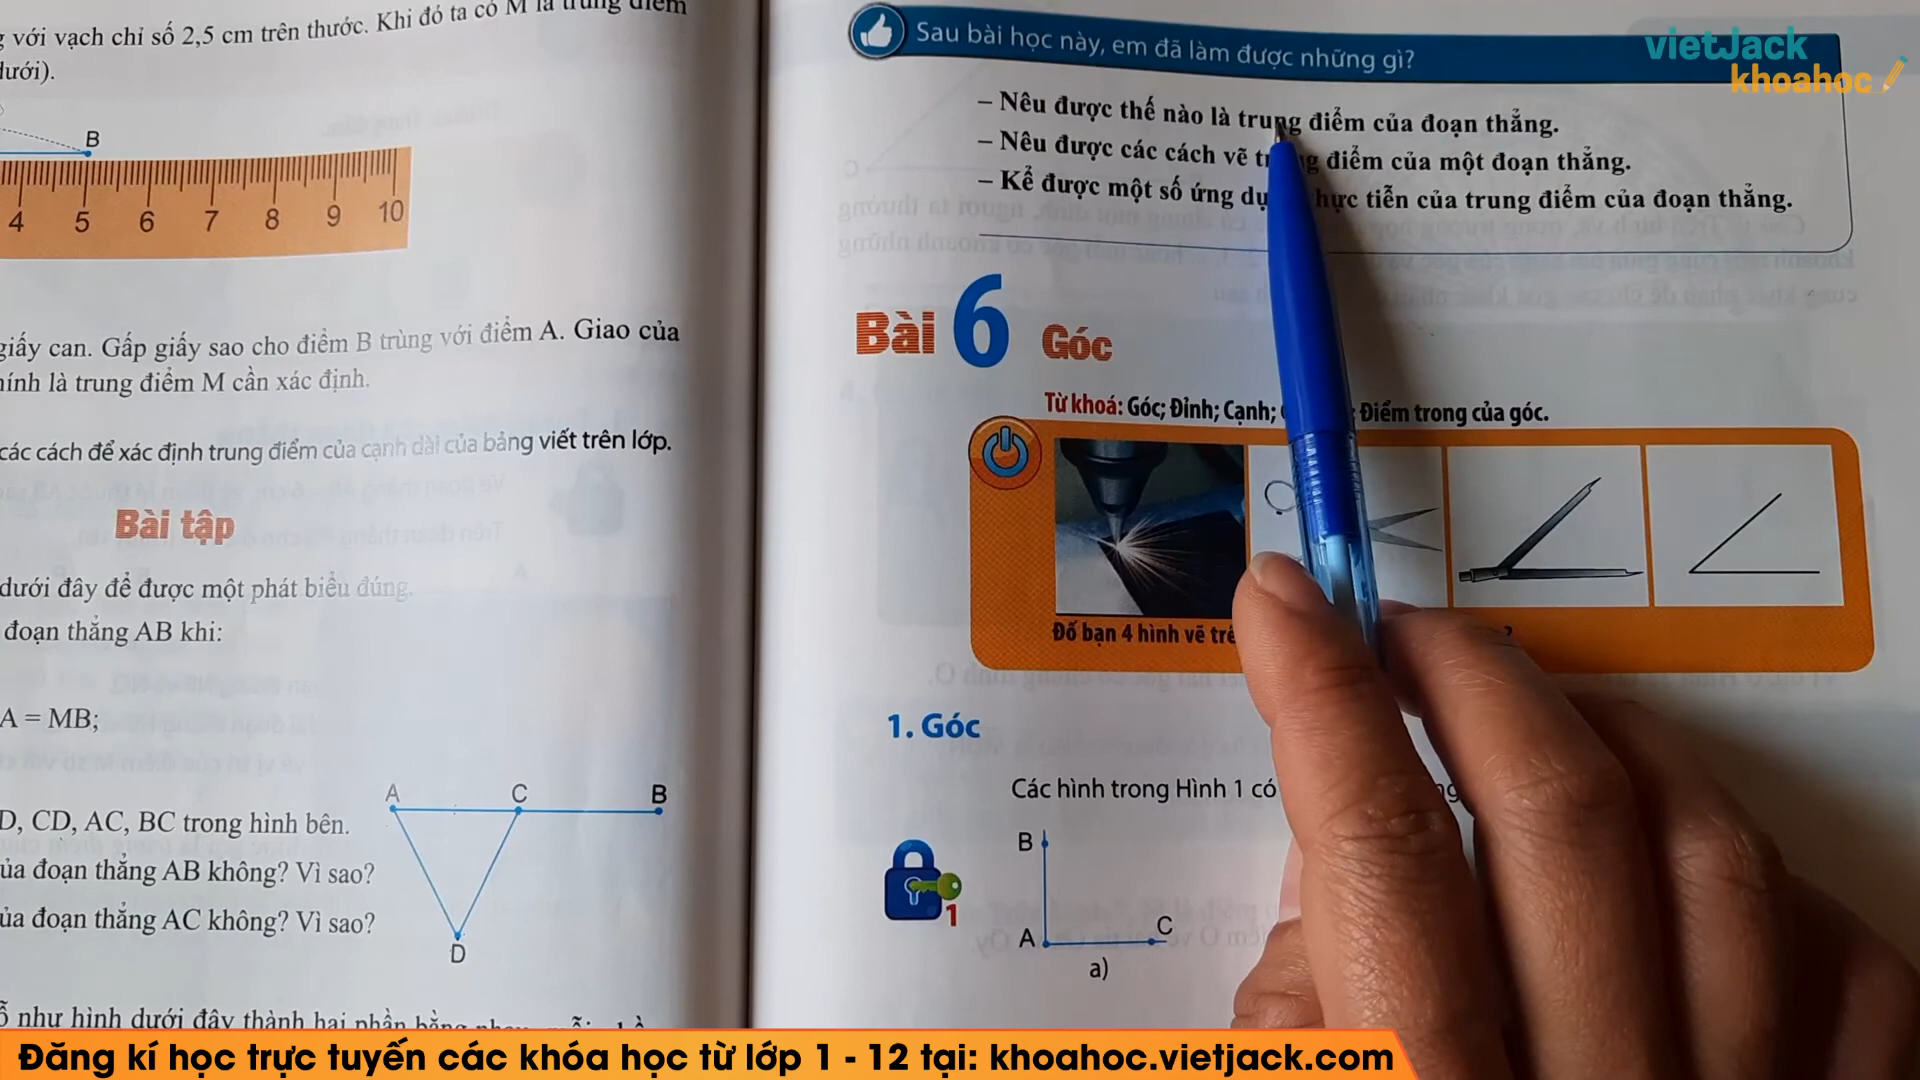 với vạch chỉ số 2,5 cm trên thước. Khi đó ta có M là trung điểm
dưới).
B
4 5 6 7 8 9 10
giấy can. Gấp giấy sao cho điểm B trùng với điểm A. Giao của
chính là trung điểm M cần xác định.
các cách để xác định trung điểm của cạnh dài của bảng viết trên lớp.
Bài tập
dưới đây để được một phát biểu đúng.
đoạn thẳng AB khi:
A = MB;
D, CD, AC, BC trong hình bên.
của đoạn thẳng AB không? Vì sao?
của đoạn thẳng AC không? Vì sao?
A C B
D
như hình dưới đây thành hai phần bằng
Sau bài học này, em đã làm được những gì?
– Nêu được thế nào là trung điểm của đoạn thẳng.
– Nêu được các cách vẽ điểm của một đoạn thẳng.
– Kể được một số ứng thực tiễn của trung điểm của đoạn thẳng.
Bài 6 Góc
Từ khoá: Góc; Đỉnh; Cạnh; Điểm trong của góc.
Đố bạn 4 hình vẽ
1. Góc
Các hình trong Hình 1 có
1
B
A C
a)
vietJack
khoahoc
Đăng kí học trực tuyến các khóa học từ lớp 1 - 12 tại: khoahoc.vietjack.com